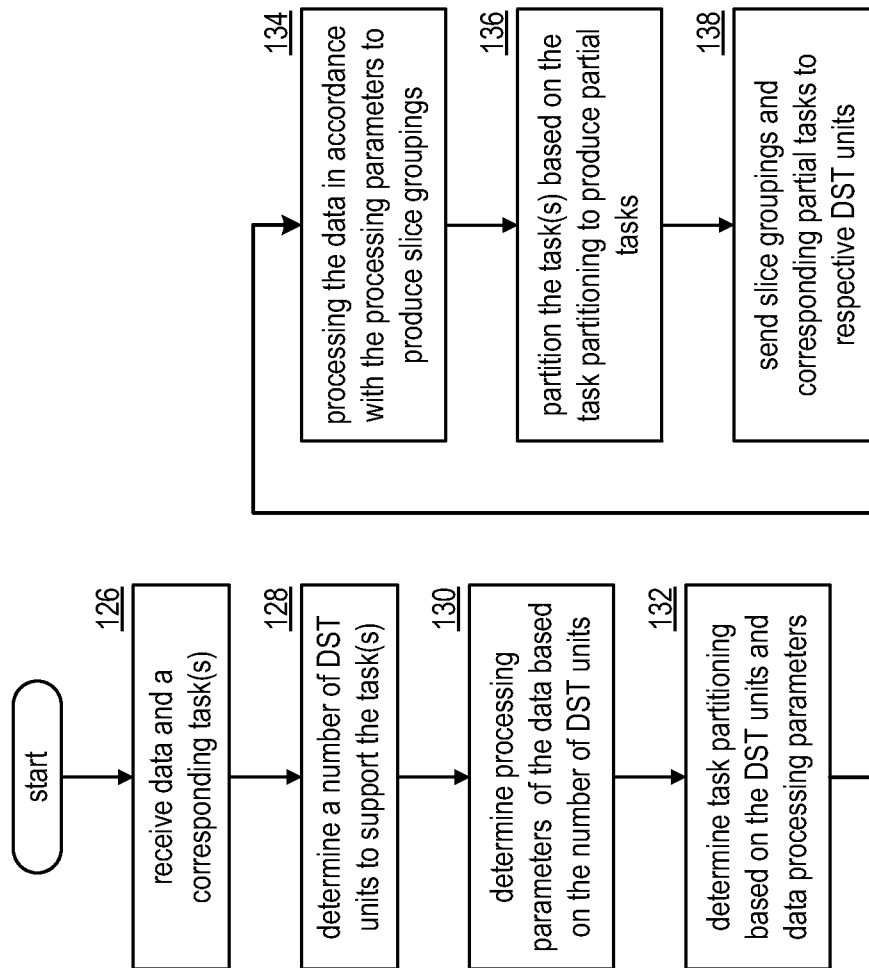 start
126
receive data and a
corresponding task(s)
128
determine a number of DST
units to support the task(s)
130
determine processing
parameters of the data based
on the number of DST units
132
determine task partitioning
based on the DST units and
data processing parameters
134
processing the data in accordance
with the processing parameters to
produce slice groupings
136
partition the task(s) based on the
task partitioning to produce partial
tasks
138
send slice groupings and
corresponding partial tasks to
respective DST units